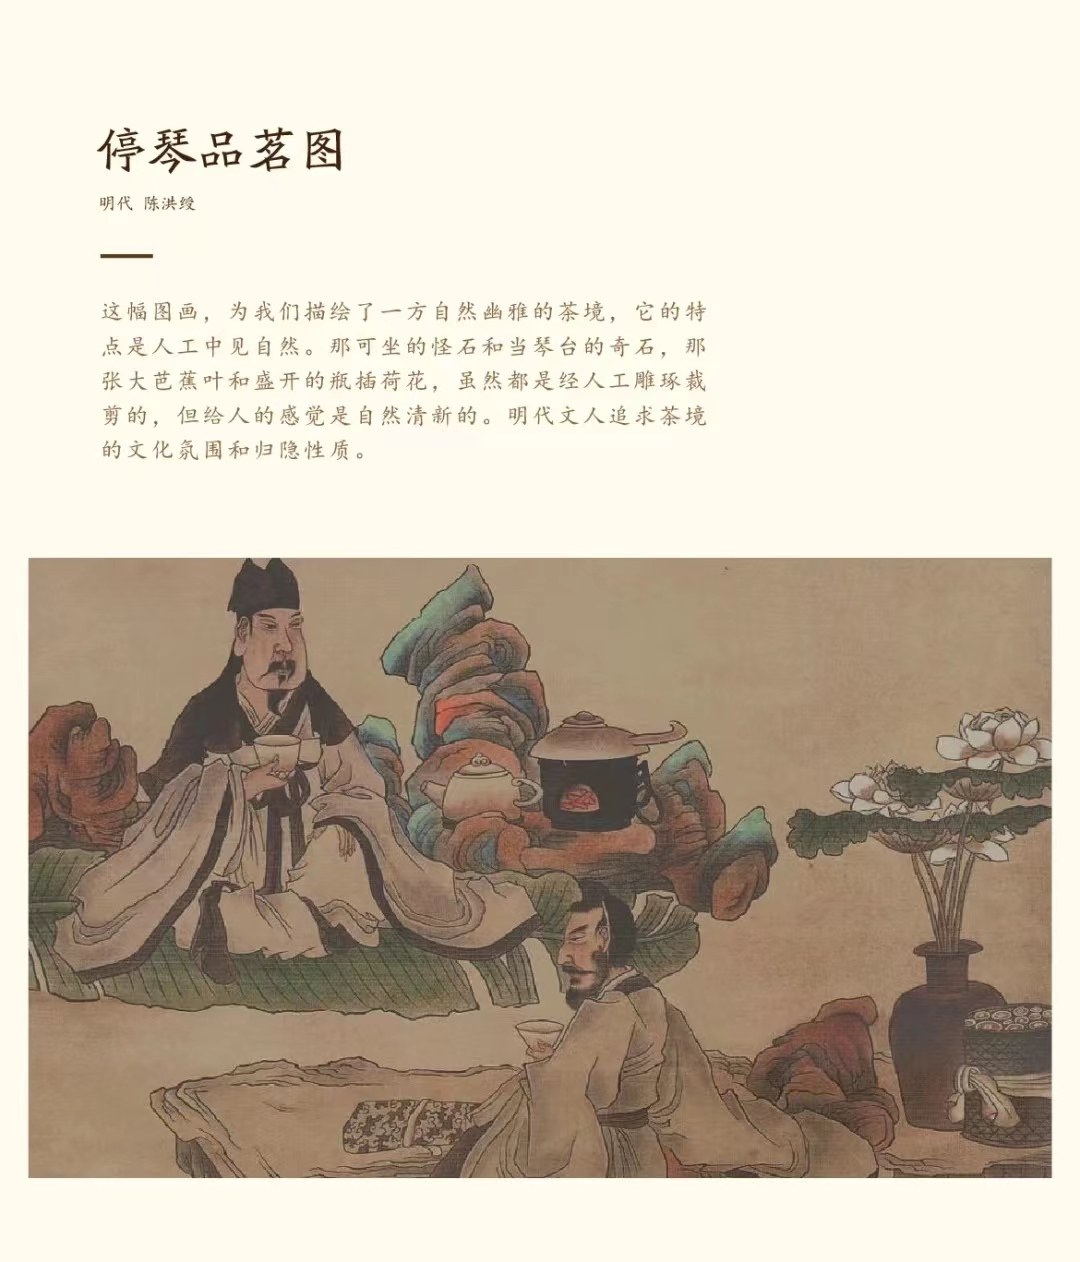 停琴品茗图
明代 陈洪绶
这幅图画，为我们描绘了一方自然幽雅的茶境，它的特
点是人工中见自然。那可坐的怪石和当琴台的奇石，那
张大芭蕉叶和盛开的瓶插荷花，虽然都是经人工雕琢裁
剪的，但给人的感觉是自然清新的。明代文人追求茶境
的文化氛围和归隐性质。